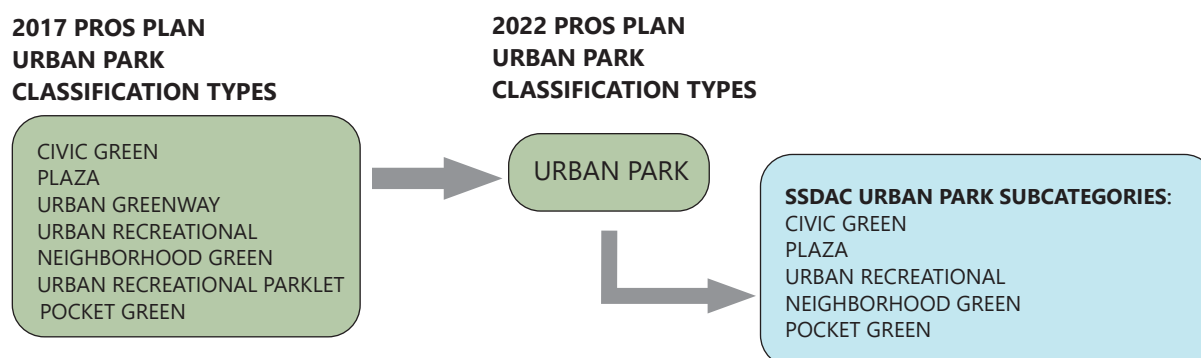 2017 PROS PLAN
URBAN PARK
CLASSIFICATION TYPES
CIVIC GREEN
PLAZA
URBAN GREENWAY
URBAN RECREATIONAL
NEIGHBORHOOD GREEN
URBAN RECREATIONAL PARKLET
POCKET GREEN
2022 PROS PLAN
URBAN PARK
CLASSIFICATION TYPES
URBAN PARK
SSDAC URBAN PARK SUBCATEGORIES:
CIVIC GREEN
PLAZA
URBAN RECREATIONAL
NEIGHBORHOOD GREEN
POCKET GREEN